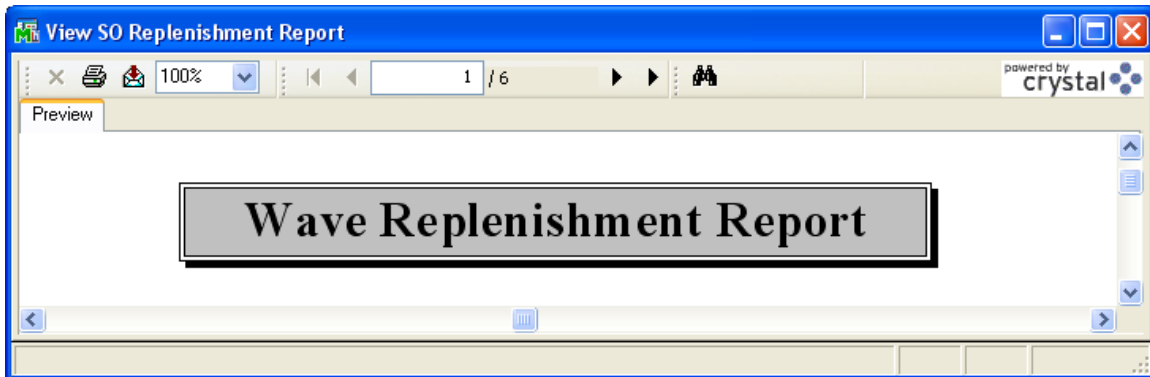 View SO Replenishment Report
100% 1 / 6 powered by
crystal
Preview
Wave Replenishment Report